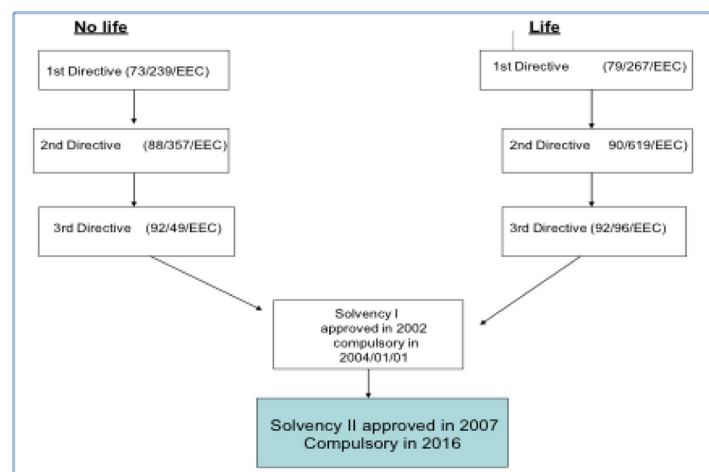 No life
1st Directive (73/239/EEC)
2nd Directive (88/357/EEC)
3rd Directive (92/49/EEC)
Life
1st Directive (79/267/EEC)
2nd Directive 90/619/EEC)
3rd Directive (92/96/EEC)
Solvency I
approved in 2002
compulsory in
2004/01/01
Solvency II approved in 2007
Compulsory in 2016